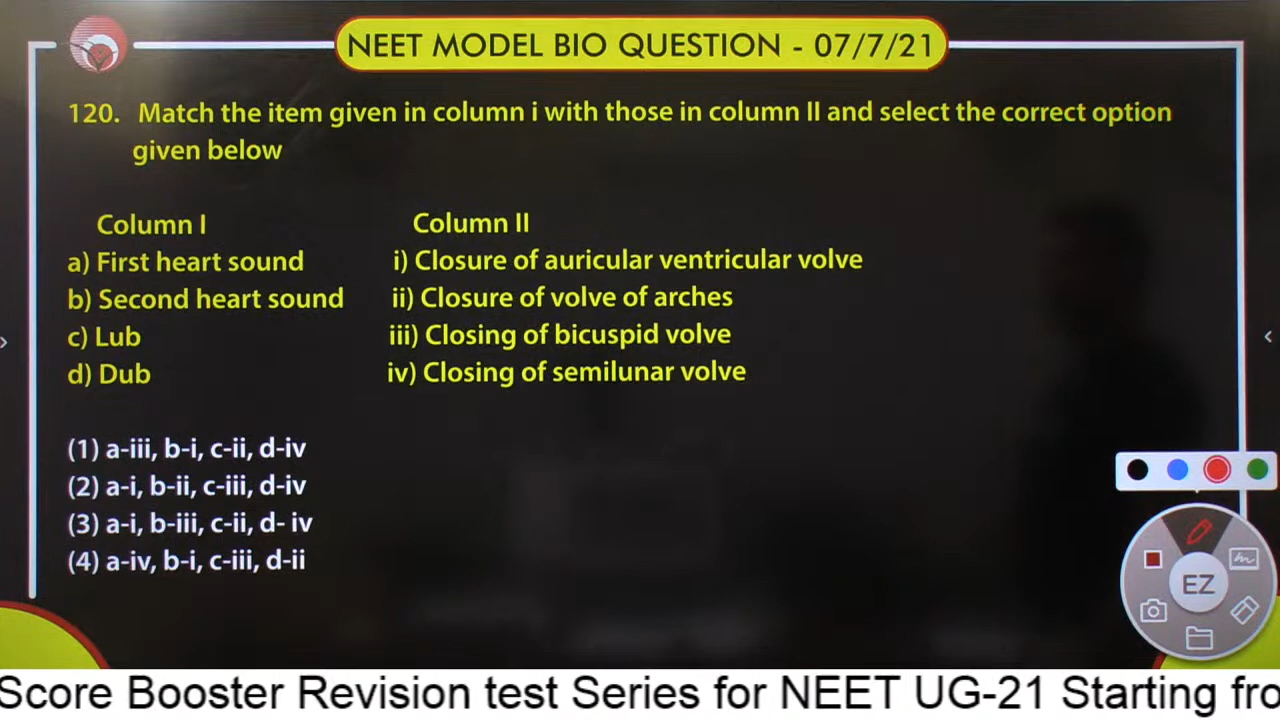 NEET MODEL BIO QUESTION - 07/7/21
120. Match the item given in column i with those in column II and select the correct option
given below
Column I Column II
a) First heart sound i) Closure of auricular ventricular volve
b) Second heart sound ii) Closure of volve of arches
c) Lub iii) Closing of bicuspid volve
d) Dub iv) Closing of semilunar volve
(1) a-iii, b-i, c-ii, d-iv
(2) a-i, b-ii, c-iii, d-iv
(3) a-i, b-iii, c-ii, d- iv
(4) a-iv, b-i, c-iii, d-ii
EZ
Score Booster Revision test Series for NEET UG-21 Starting fro